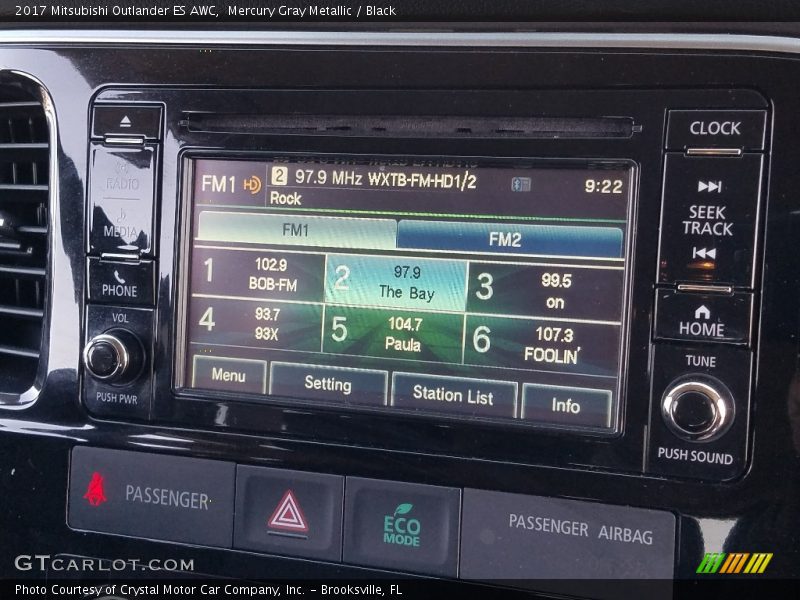 2017 Mitsubishi Outlander ES AWC,  Mercury Gray Metallic / Black
CLOCK
RADIO
MEDIA
PHONE
VOL
PUSH PWR
FM1 HD 2 97.9 MHz WXTB-FM-HD1/2 9:22
Rock
FM1 FM2
1 102.9 BOB-FM
2 97.9 The Bay
3 99.5 on
4 93.7 93X
5 104.7 Paula
6 107.3 FOOLIN'
Menu Setting Station List Info
SEEK
TRACK
HOME
TUNE
PUSH SOUND
PASSENGER
ECO
MODE
PASSENGER AIRBAG
GTCARLOT.COM
Photo Courtesy of Crystal Motor Car Company, Inc. – Brooksville, FL